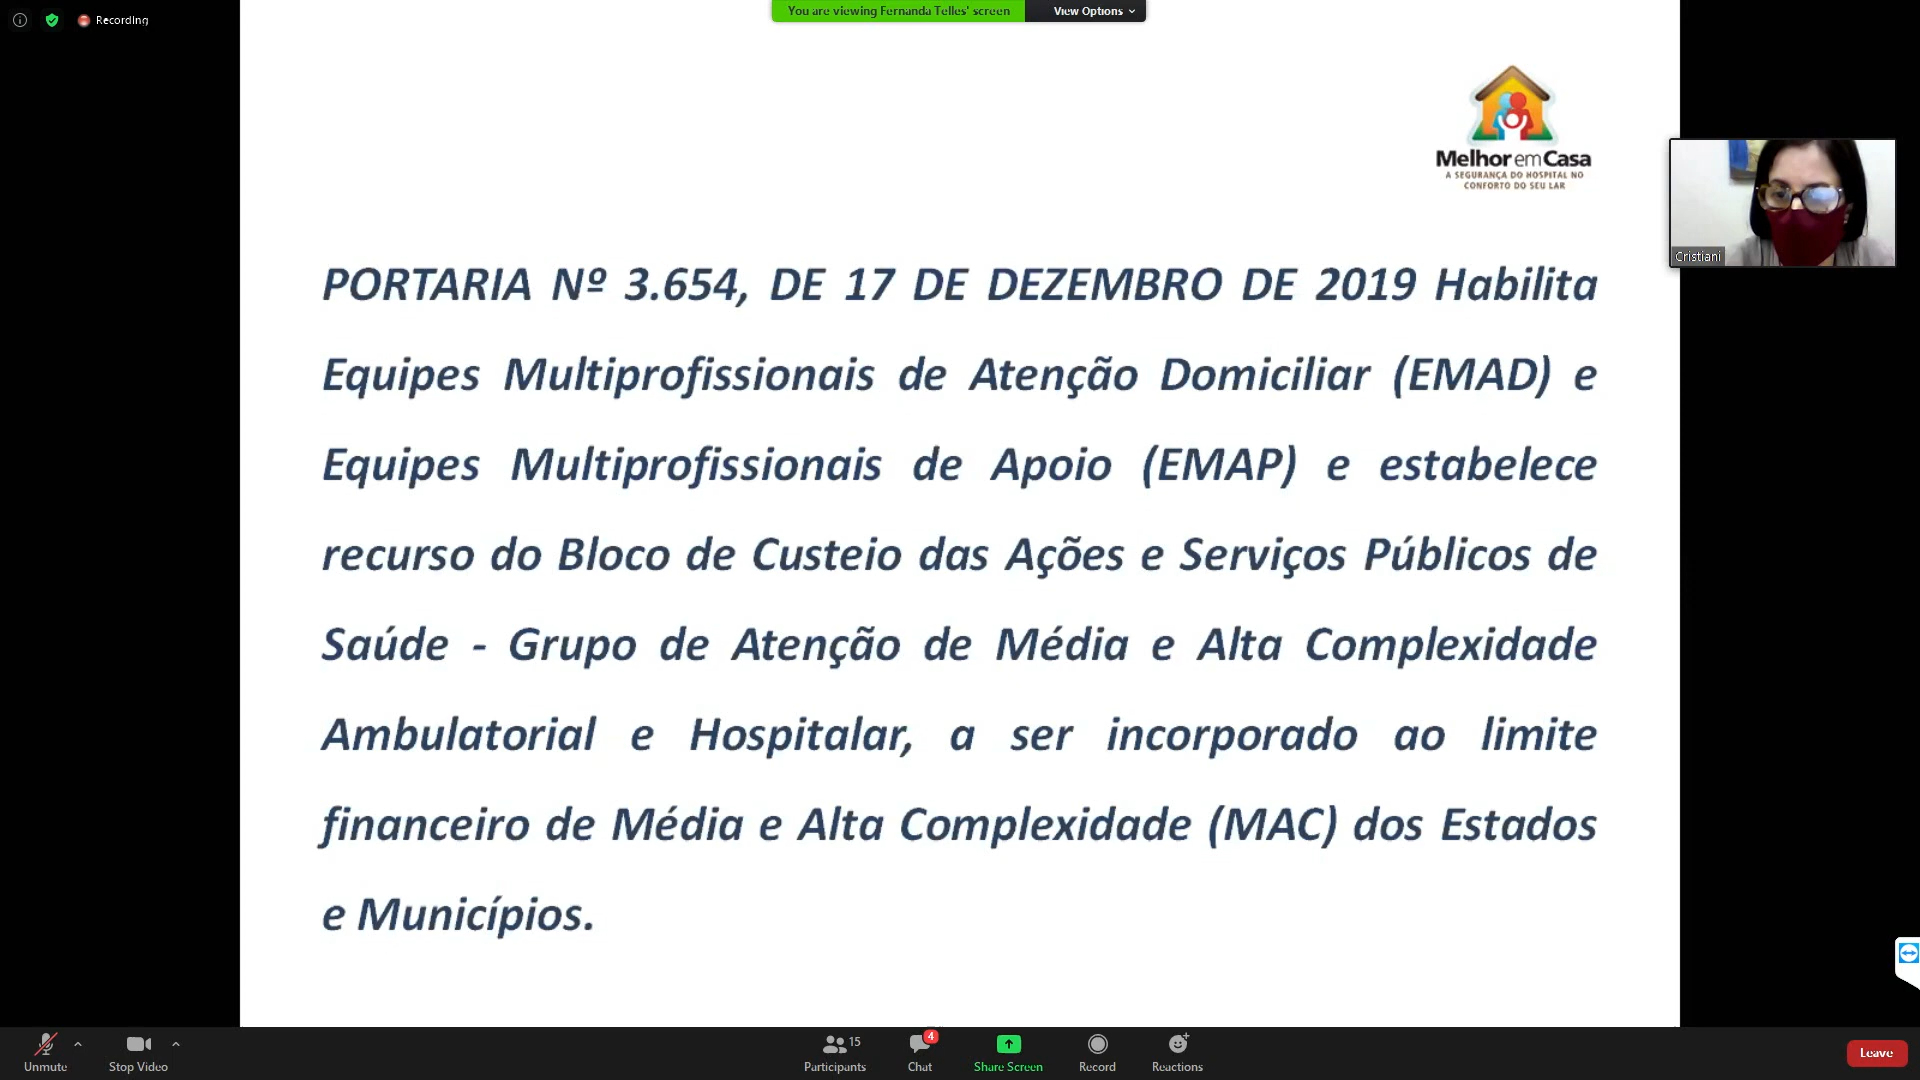 Recording
You are viewing Fernanda Telles' screen
View Options
Melhor em Casa
A SEGURANÇA DO HOSPITAL NO
CONFORTO DO SEU LAR
Cristiani
PORTARIA Nº 3.654, DE 17 DE DEZEMBRO DE 2019 Habilita
Equipes Multiprofissionais de Atenção Domiciliar (EMAD) e
Equipes Multiprofissionais de Apoio (EMAP) e estabelece
recurso do Bloco de Custeio das Ações e Serviços Públicos de
Saúde - Grupo de Atenção de Média e Alta Complexidade
Ambulatorial e Hospitalar, a ser incorporado ao limite
financeiro de Média e Alta Complexidade (MAC) dos Estados
e Municípios.
Unmute
Stop Video
15
Participants
4
Chat
Share Screen
Record
Reactions
Leave